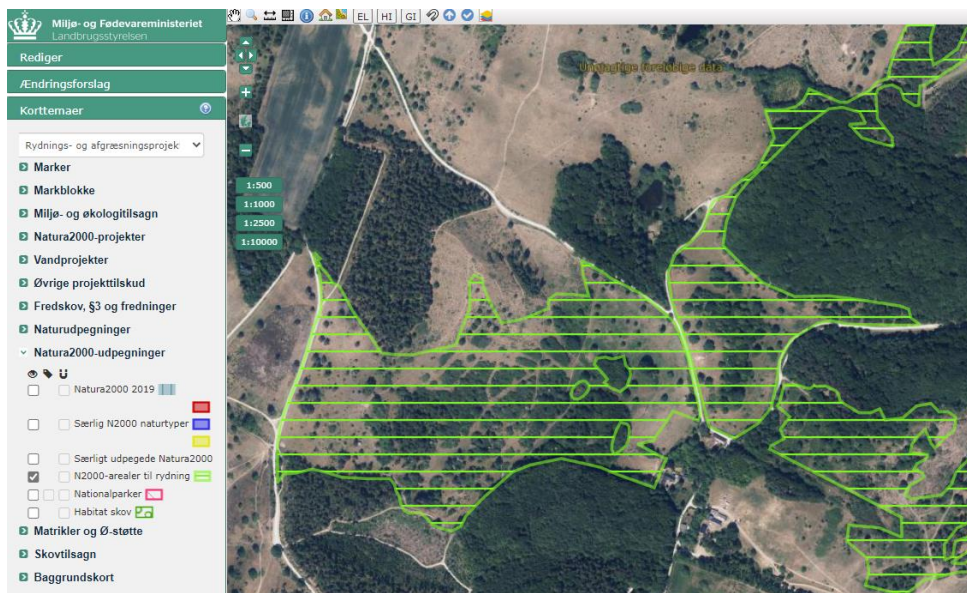 Miljø- og Fødevareministeriet
Landbrugsstyrelsen
EL HI GI
Rediger
Ændringsforslag
Korttemaer
Rydnings- og afgræsningsprojek
Marker
Markblokke
Miljø- og økologitilsagn
Natura2000-projekter
Vandprojekter
Øvrige projekttilskud
Fredskov, §3 og fredninger
Naturudpegninger
Natura2000-udpegninger
Natura2000 2019
Særlig N2000 naturtyper
Særligt udpegede Natura2000
N2000-arealer til rydning
Nationalparker
Habitat skov
Matrikler og Ø-støtte
Skovtilsagn
Baggrundskort
1:500
1:1000
1:2500
1:10000
Unøjagtige foreløbige data